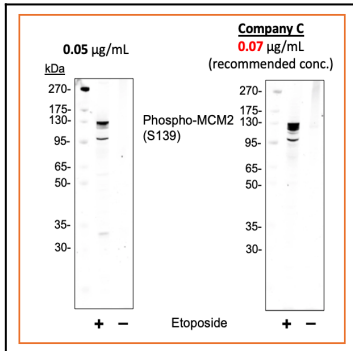 Company C
0.05 µg/mL
0.07 µg/mL
(recommended conc.)
kDa
270-
175-
130-
95-
65-
50-
35-
30-
Phospho-MCM2
(S139)
270-
175-
130-
95-
65-
50-
35-
30-
+ − Etoposide + −